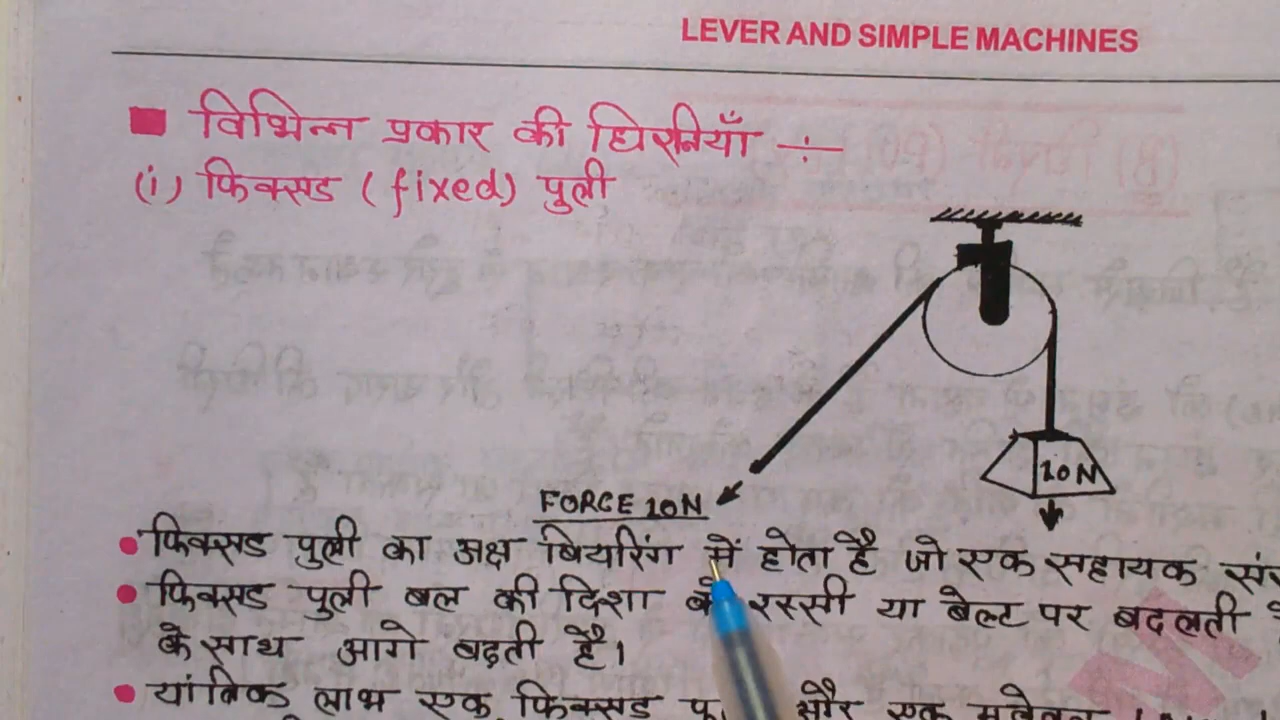 LEVER AND SIMPLE MACHINES
विभिन्न प्रकार की घिरनियाँ ÷
(i) फिक्सड (fixed) पुली
10N
FORCE 10N
• फिक्सड पुली का अक्ष बियरिंग में होता है जो एक सहायक
• फिक्सड पुली बल की दिशा को रस्सी या बेल्ट पर बदलती
के साथ आगे बढ़ती है।
• यांत्रिक लाभ एक फिक्सड और एक